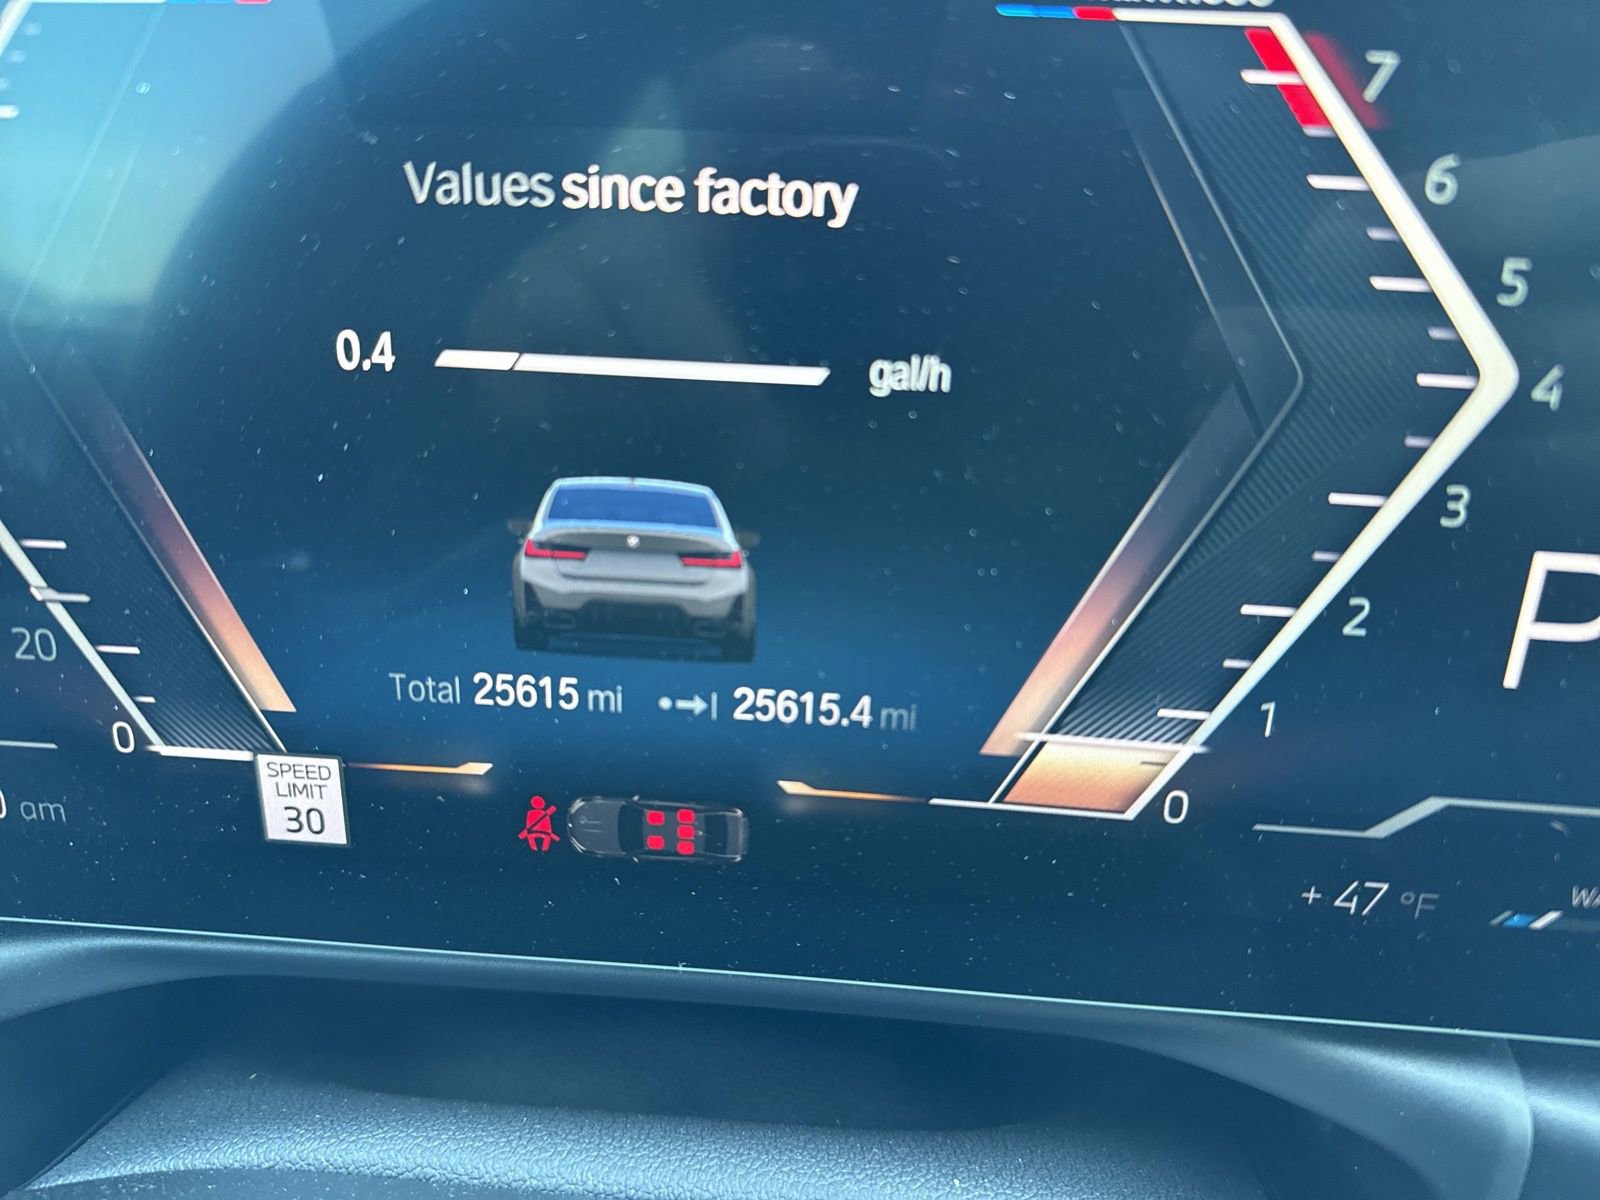 7
6
5
4
3
2
1
0
Values since factory
0.4 gal/h
Total 25615 mi 25615.4 mi
20
0
SPEED
LIMIT
30
am
P
+47 °F